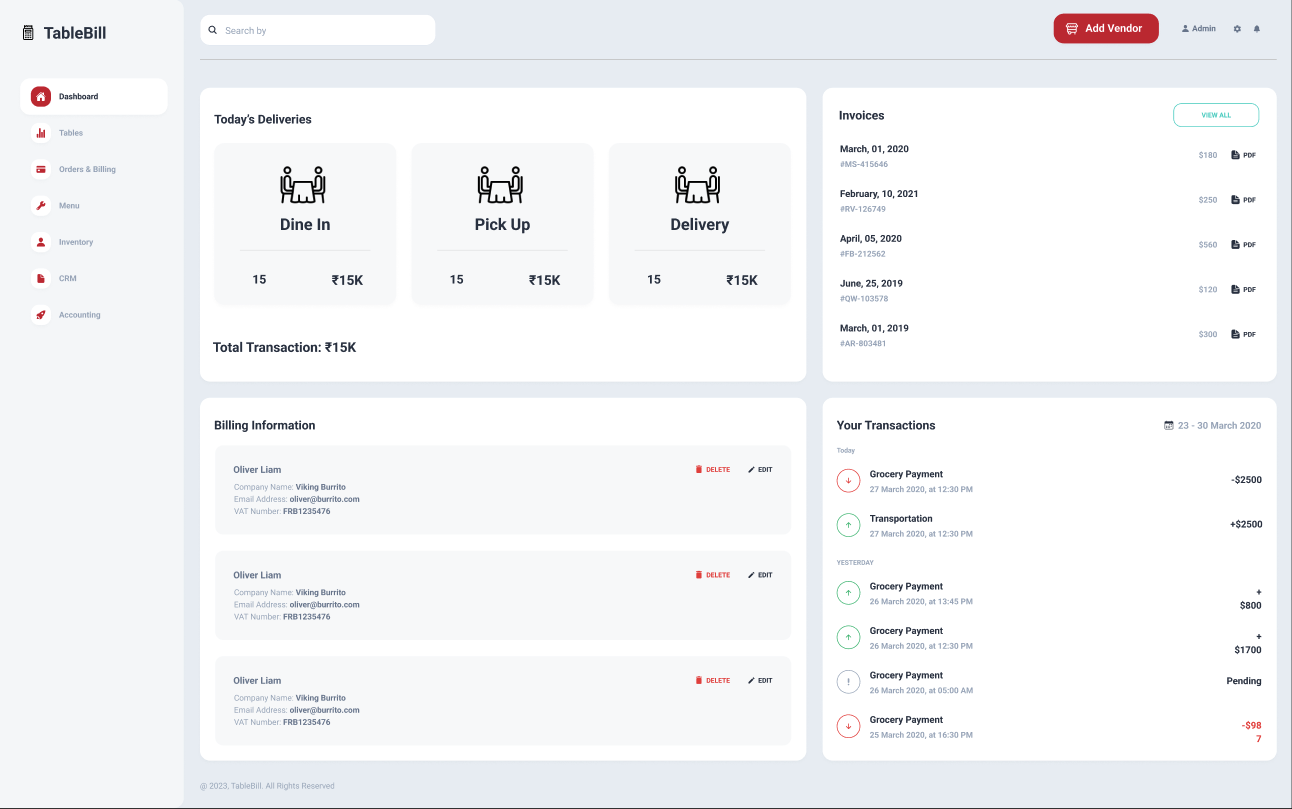 TableBill
Search by
Add Vendor
Admin
Dashboard
Tables
Orders & Billing
Menu
Inventory
CRM
Accounting
Today's Deliveries
Dine In
15 ₹15K
Pick Up
15 ₹15K
Delivery
15 ₹15K
Total Transaction: ₹15K
Invoices
VIEW ALL
March, 01, 2020
#MS-415646
$180 PDF
February, 10, 2021
#RV-126749
$250 PDF
April, 05, 2020
#FB-212562
$560 PDF
June, 25, 2019
#QW-103578
$120 PDF
March, 01, 2019
#AR-803481
$300 PDF
Billing Information
Oliver Liam
DELETE EDIT
Company Name: Viking Burrito
Email Address: oliver@burrito.com
VAT Number: FRB1235476
Oliver Liam
DELETE EDIT
Company Name: Viking Burrito
Email Address: oliver@burrito.com
VAT Number: FRB1235476
Oliver Liam
DELETE EDIT
Company Name: Viking Burrito
Email Address: oliver@burrito.com
VAT Number: FRB1235476
Your Transactions
23 - 30 March 2020
Today
Grocery Payment
27 March 2020, at 12:30 PM
-$2500
Transportation
27 March 2020, at 12:30 PM
+$2500
YESTERDAY
Grocery Payment
26 March 2020, at 13:45 PM
+
$800
Grocery Payment
26 March 2020, at 12:30 PM
+
$1700
Grocery Payment
26 March 2020, at 05:00 AM
Pending
Grocery Payment
25 March 2020, at 16:30 PM
-$98
7
@ 2023, TableBill. All Rights Reserved